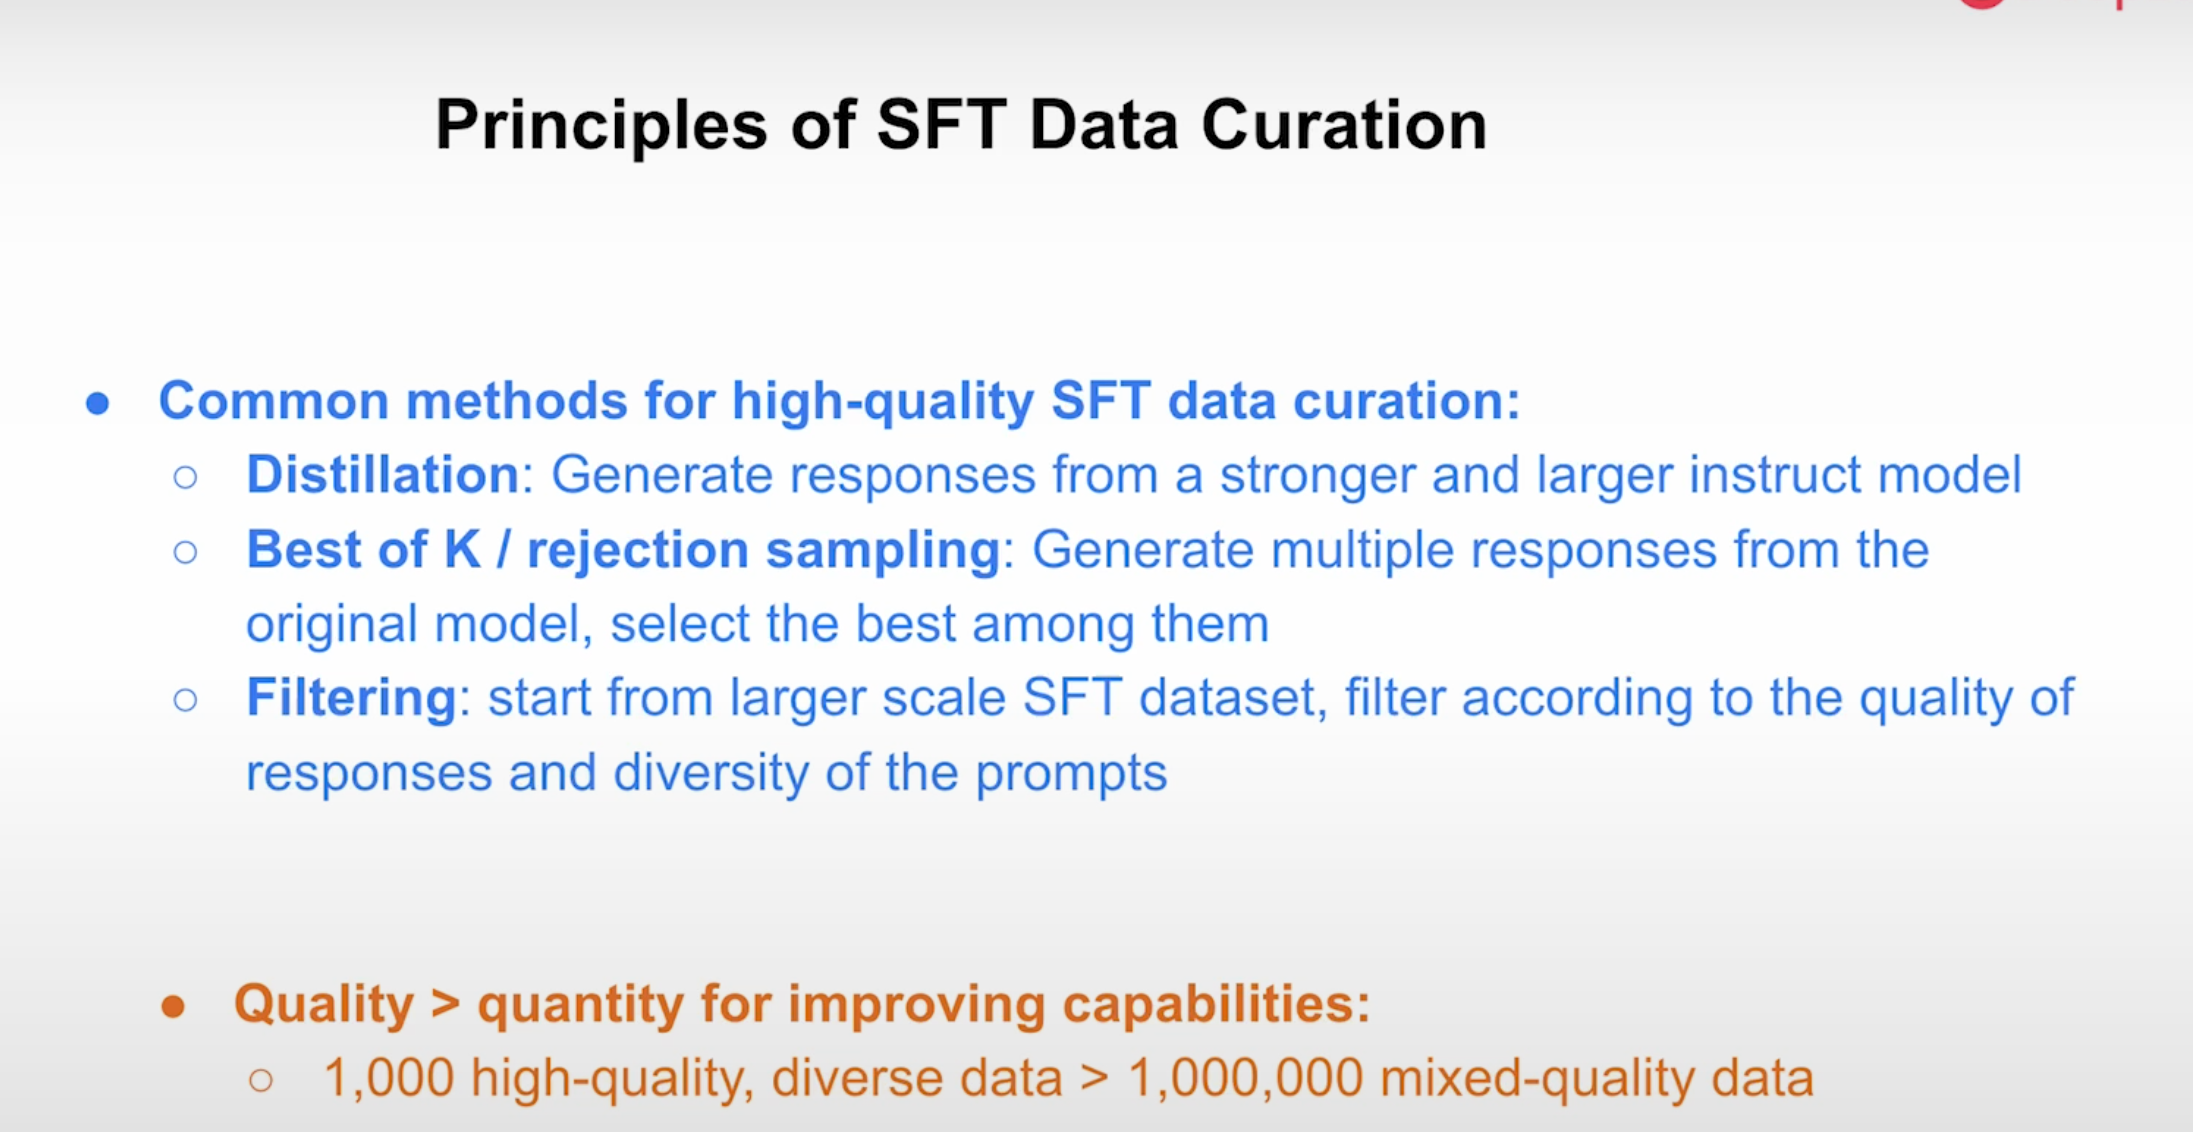 Principles of SFT Data Curation
● Common methods for high-quality SFT data curation:
○ Distillation: Generate responses from a stronger and larger instruct model
○ Best of K / rejection sampling: Generate multiple responses from the
original model, select the best among them
○ Filtering: start from larger scale SFT dataset, filter according to the quality of
responses and diversity of the prompts
● Quality > quantity for improving capabilities:
○ 1,000 high-quality, diverse data > 1,000,000 mixed-quality data